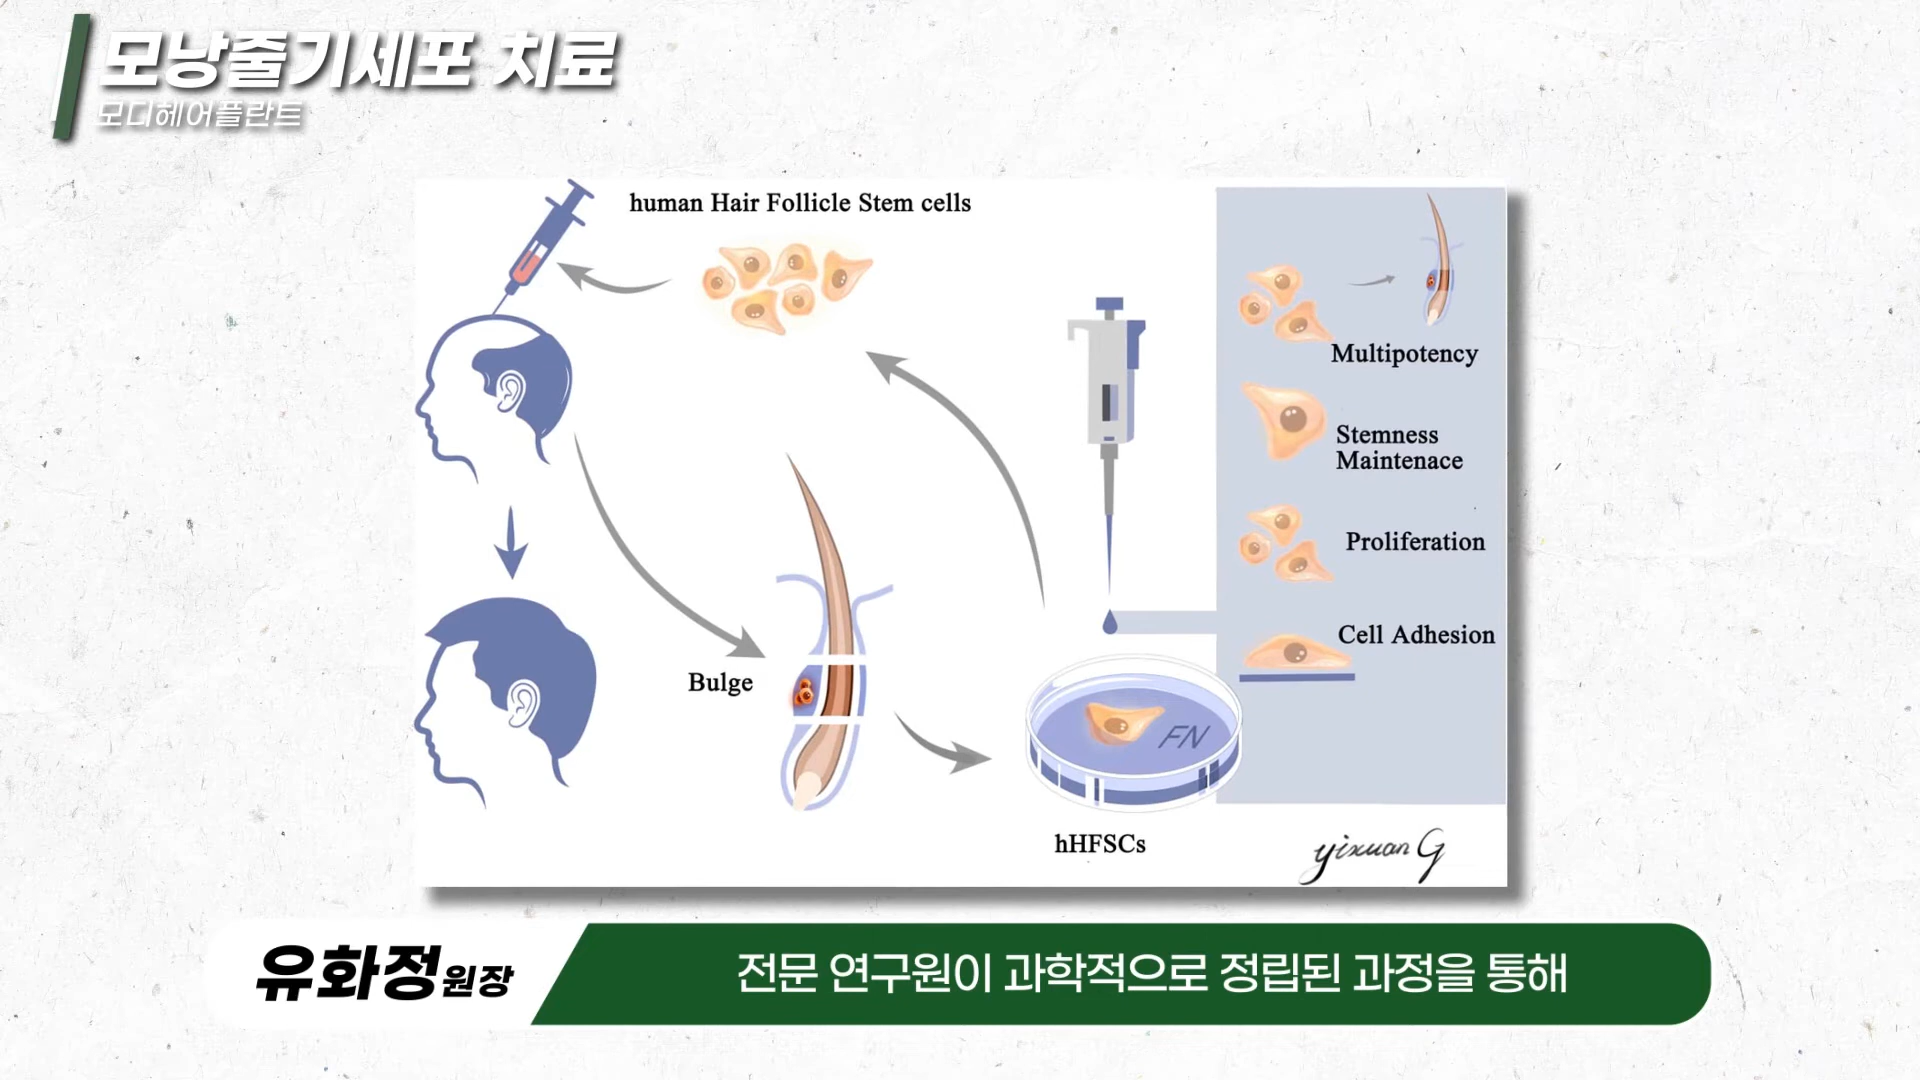 모낭줄기세포 치료
모디헤어플란트
human Hair Follicle Stem cells
Multipotency
Stemness
Maintenace
Proliferation
Cell Adhesion
Bulge
FN
hHFSCs
yixuan G
유화정원장
전문 연구원이 과학적으로 정립된 과정을 통해